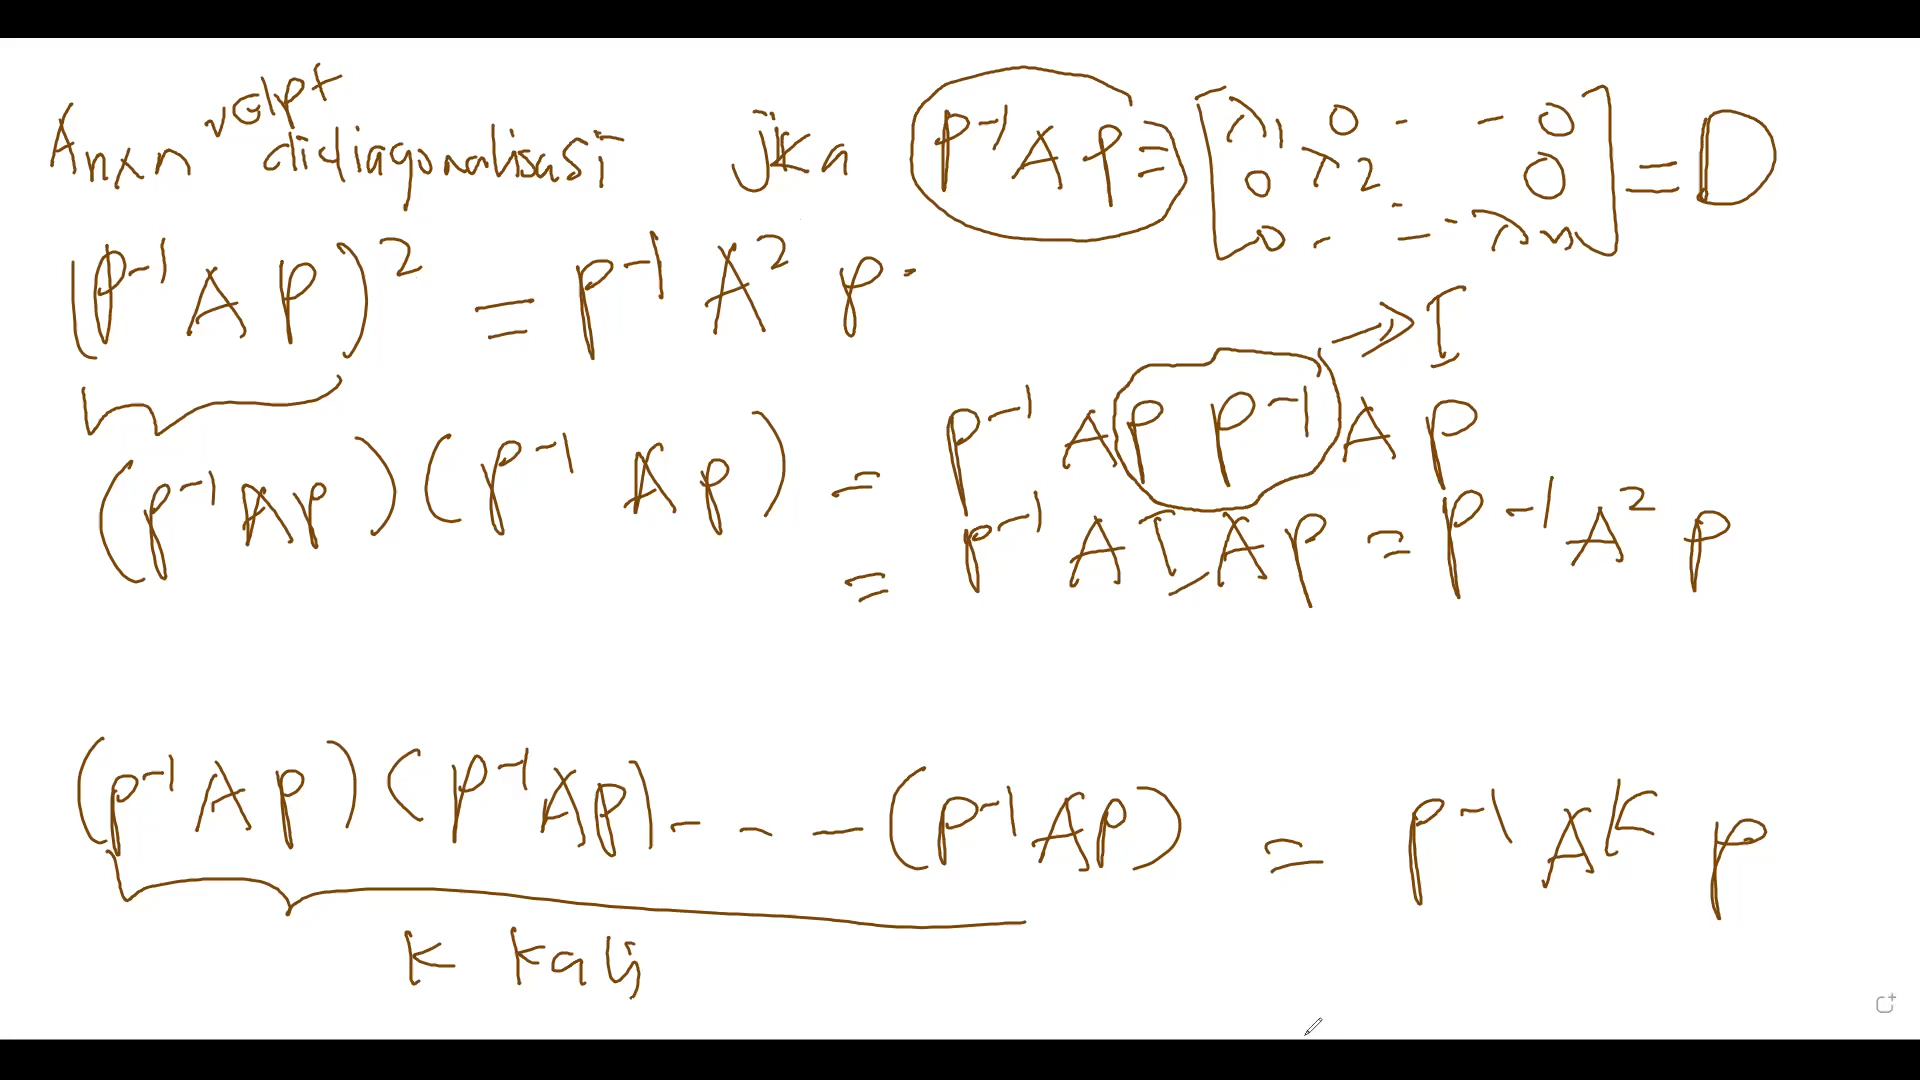 Anxn dapt didiagonalisasi jika P⁻¹AP = [λ1 0 - - 0
0 λ2 - - 0
0 - - - λn] = D
(P⁻¹AP)² = P⁻¹A²P
→ I
(P⁻¹AP)(P⁻¹AP) = P⁻¹APP⁻¹AP
= P⁻¹AIAP = P⁻¹A²P
(P⁻¹AP)(P⁻¹AP) - - - (P⁻¹AP) = P⁻¹AᵏP
K kali